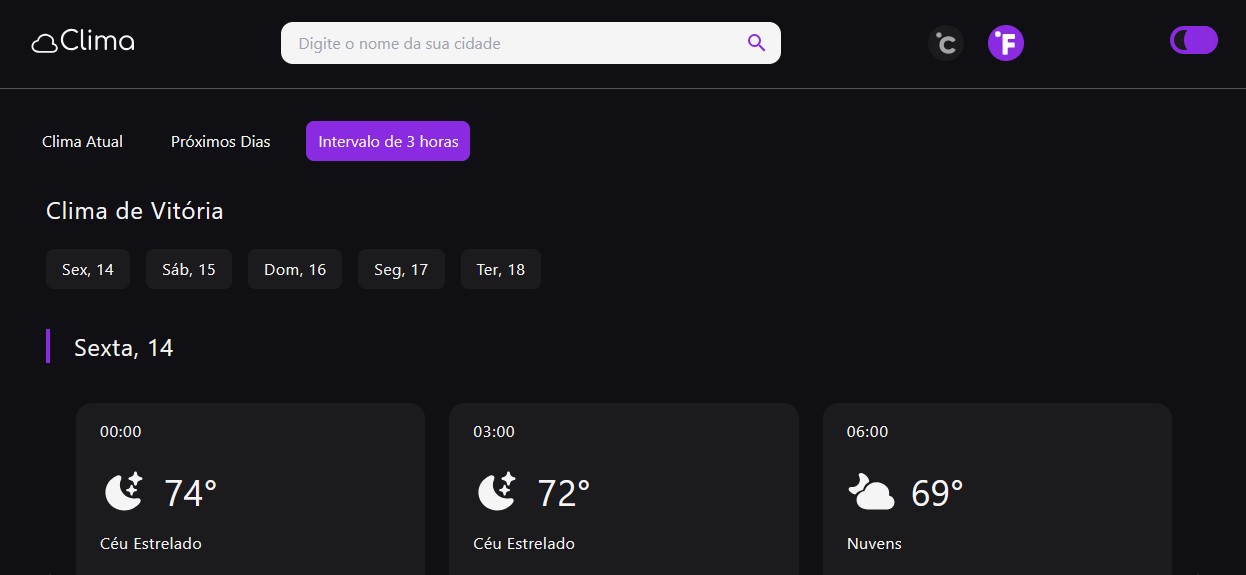 Clima
Digite o nome da sua cidade
°C
°F
Clima Atual
Próximos Dias
Intervalo de 3 horas
Clima de Vitória
Sex, 14
Sáb, 15
Dom, 16
Seg, 17
Ter, 18
Sexta, 14
00:00
03:00
06:00
74°
72°
69°
Céu Estrelado
Céu Estrelado
Nuvens